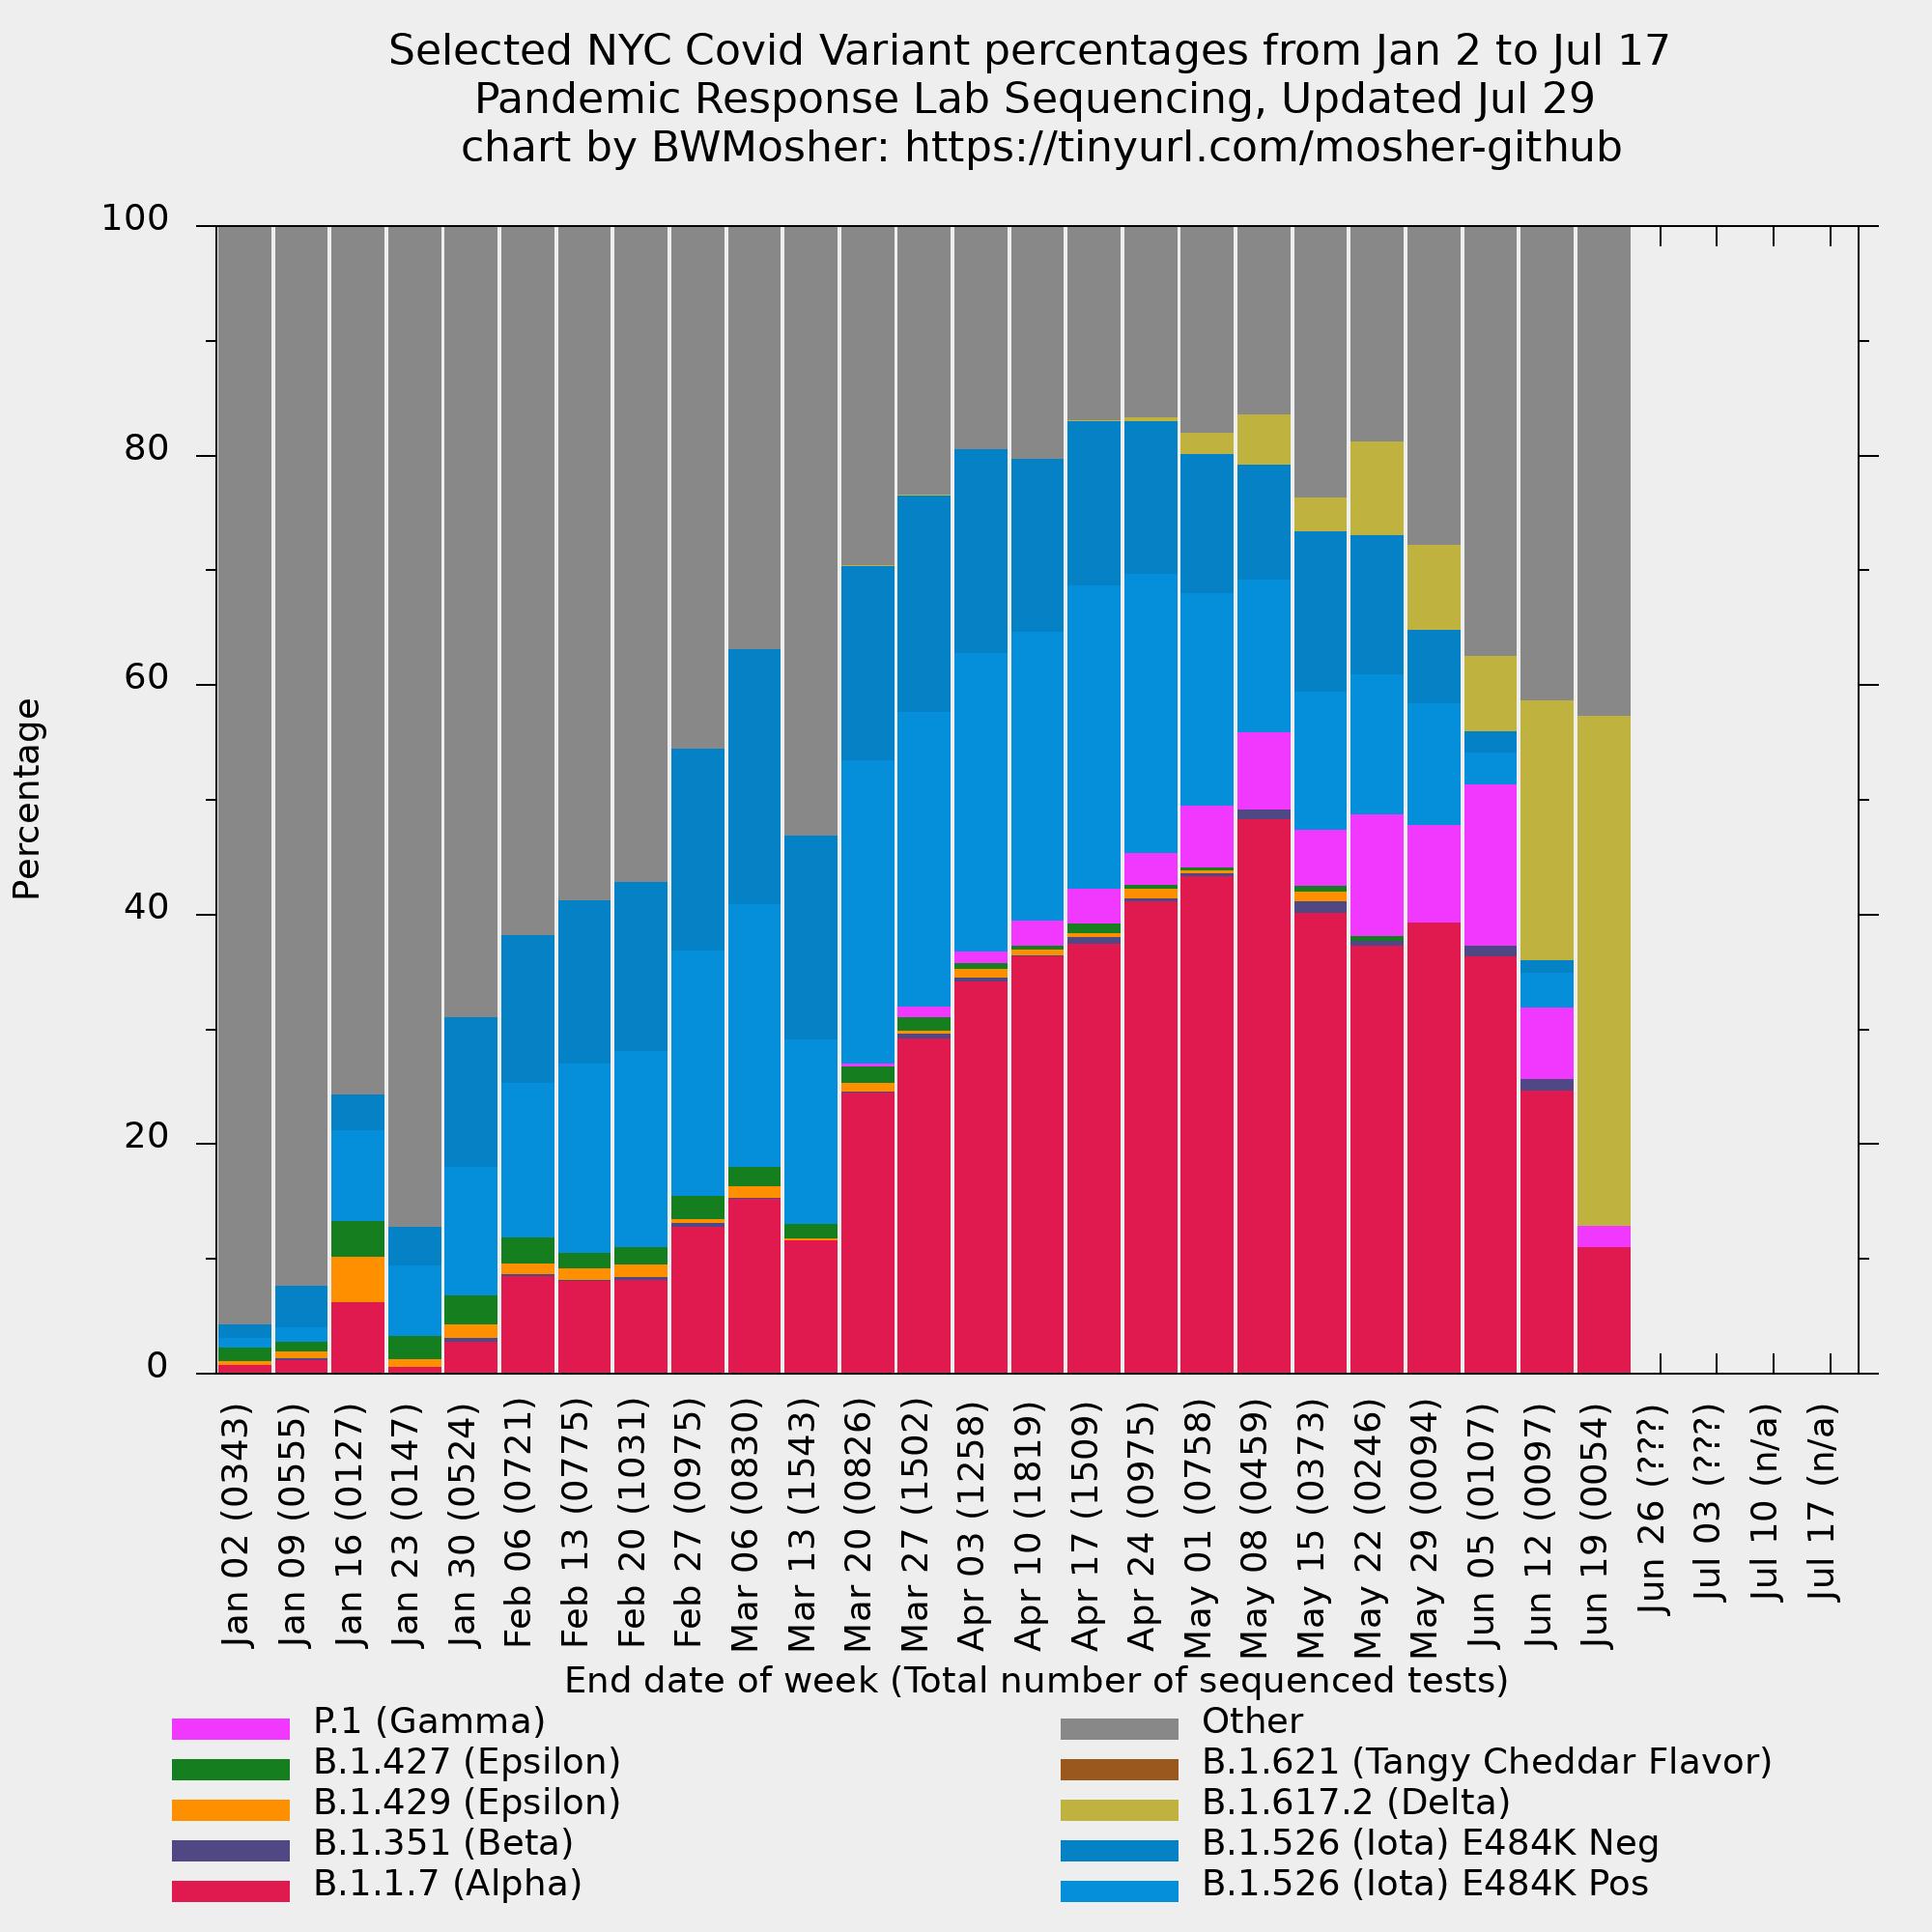 Selected NYC Covid Variant percentages from Jan 2 to Jul 17
Pandemic Response Lab Sequencing, Updated Jul 29
chart by BWMosher: https://tinyurl.com/mosher-github
Percentage
100
80
60
40
20
0
Jan 02 (0343)
Jan 09 (0555)
Jan 16 (0127)
Jan 23 (0147)
Jan 30 (0524)
Feb 06 (0721)
Feb 13 (0775)
Feb 20 (1031)
Feb 27 (0975)
Mar 06 (0830)
Mar 13 (1543)
Mar 20 (0826)
Mar 27 (1502)
Apr 03 (1258)
Apr 10 (1819)
Apr 17 (1509)
Apr 24 (0975)
May 01 (0758)
May 08 (0459)
May 15 (0373)
May 22 (0246)
May 29 (0094)
Jun 05 (0107)
Jun 12 (0097)
Jun 19 (0054)
Jun 26 (???)
Jul 03 (???)
Jul 10 (n/a)
Jul 17 (n/a)
End date of week (Total number of sequenced tests)
P.1 (Gamma)
B.1.427 (Epsilon)
B.1.429 (Epsilon)
B.1.351 (Beta)
B.1.1.7 (Alpha)
Other
B.1.621 (Tangy Cheddar Flavor)
B.1.617.2 (Delta)
B.1.526 (Iota) E484K Neg
B.1.526 (Iota) E484K Pos